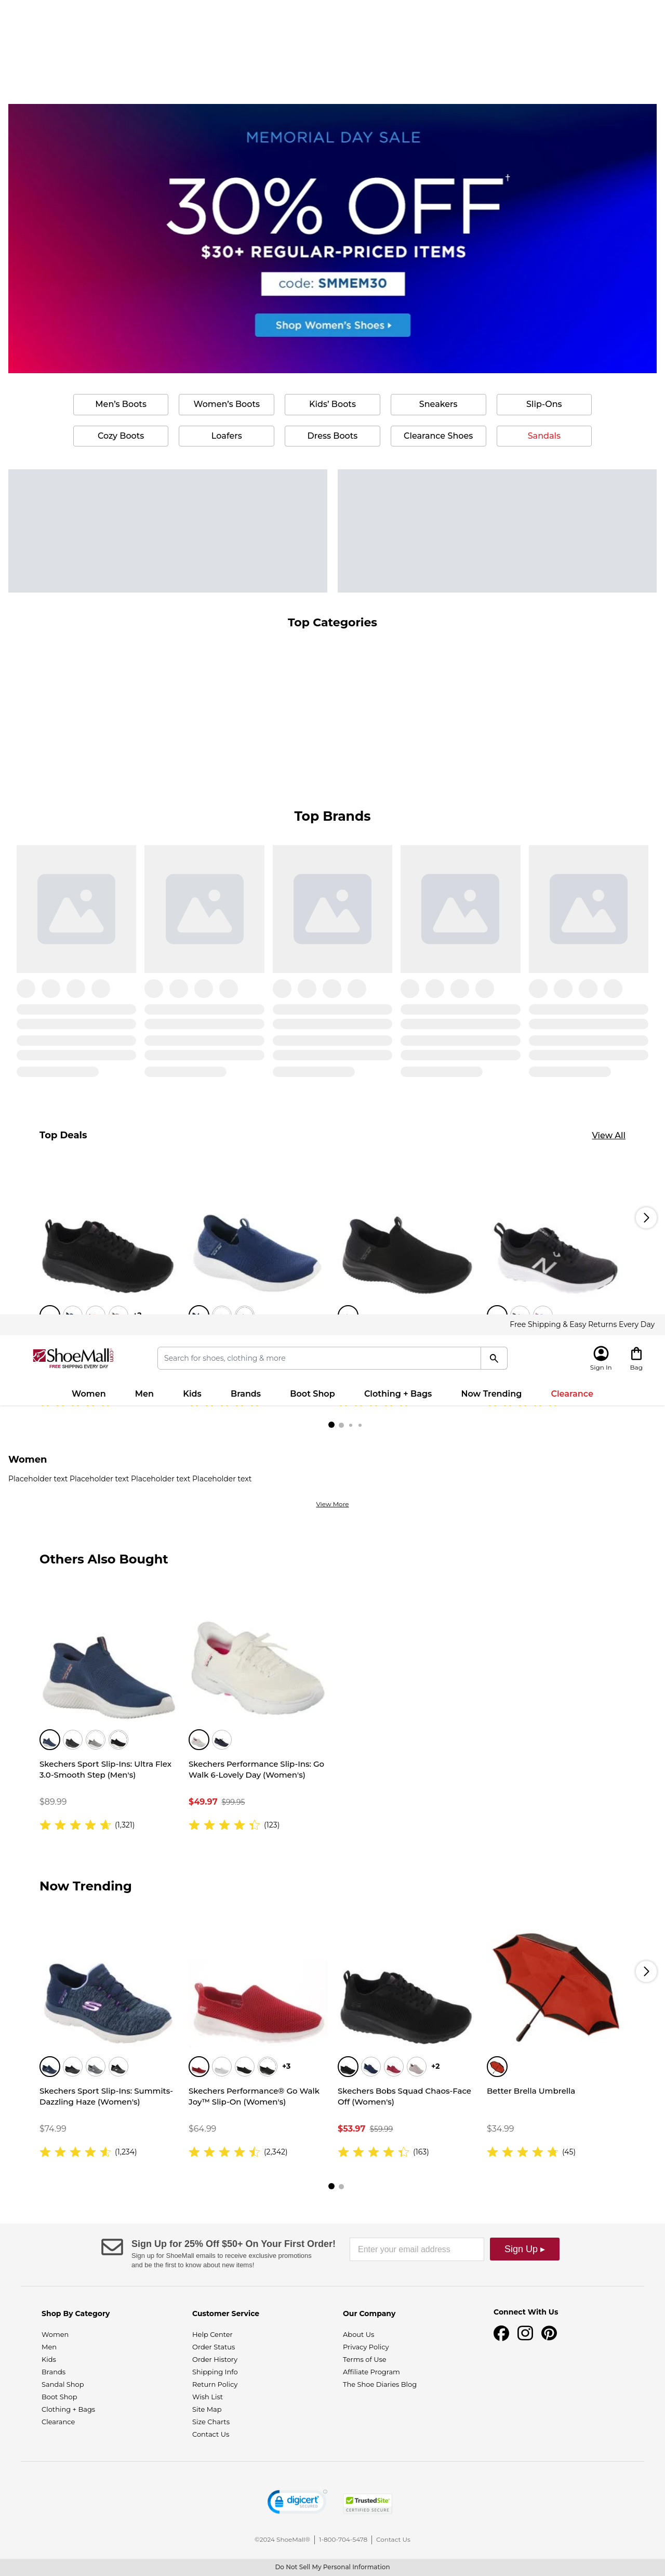 MEMORIAL DAY SALE
30% OFF†
$30+ REGULAR-PRICED ITEMS
code: SMMEM30
Shop Women's Shoes
Men's Boots
Women's Boots
Kids' Boots
Sneakers
Slip-Ons
Cozy Boots
Loafers
Dress Boots
Clearance Shoes
Sandals
Top Categories
Top Brands
Top Deals
View All
Free Shipping & Easy Returns Every Day
ShoeMall
FREE SHIPPING EVERY DAY
Search for shoes, clothing & more
Sign In
Bag
Women
Men
Kids
Brands
Boot Shop
Clothing + Bags
Now Trending
Clearance
Women
Placeholder text Placeholder text Placeholder text Placeholder text
View More
Others Also Bought
Skechers Sport Slip-Ins: Ultra Flex
3.0-Smooth Step (Men's)
$89.99
(1,321)
Skechers Performance Slip-Ins: Go
Walk 6-Lovely Day (Women's)
$49.97 $99.95
(123)
Now Trending
Skechers Sport Slip-Ins: Summits-
Dazzling Haze (Women's)
$74.99
(1,234)
+3
Skechers Performance® Go Walk
Joy™ Slip-On (Women's)
$64.99
(2,342)
+2
Skechers Bobs Squad Chaos-Face
Off (Women's)
$53.97 $59.99
(163)
Better Brella Umbrella
$34.99
(45)
Sign Up for 25% Off $50+ On Your First Order!
Sign up for ShoeMall emails to receive exclusive promotions
and be the first to know about new items!
Enter your email address
Sign Up ▸
Shop By Category
Women
Men
Kids
Brands
Sandal Shop
Boot Shop
Clothing + Bags
Clearance
Customer Service
Help Center
Order Status
Order History
Shipping Info
Return Policy
Wish List
Site Map
Size Charts
Contact Us
Our Company
About Us
Privacy Policy
Terms of Use
Affiliate Program
The Shoe Diaries Blog
Connect With Us
digicert
SECURED
TrustedSite
CERTIFIED SECURE
©2024 ShoeMall® | 1-800-704-5478 | Contact Us
Do Not Sell My Personal Information